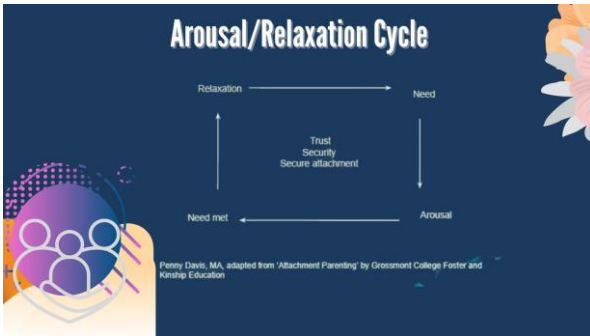 Arousal/Relaxation Cycle
Relaxation
Need
Trust
Security
Secure attachment
Need met
Arousal
Penny Davis, MA, adapted from 'Attachment Parenting' by Grossmont College Foster and
Kinship Education